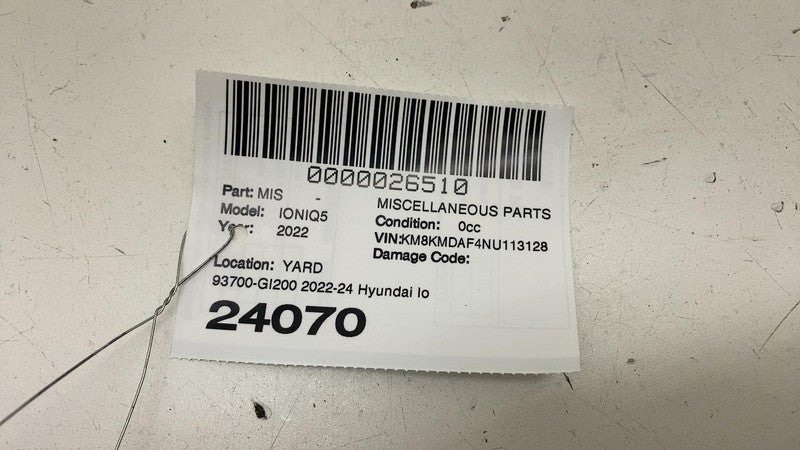 0000026510
Part: MIS - MISCELLANEOUS PARTS
Model: IONIQ5 Condition: 0cc
Year: 2022 VIN:KM8KMDAF4NU113128
Damage Code:
Location: YARD
93700-GI200 2022-24 Hyundai Io
24070